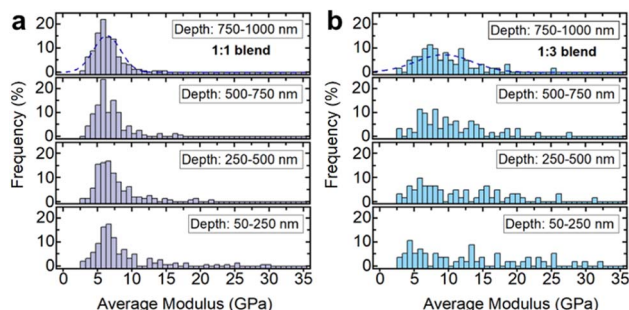 a
Depth: 750-1000 nm
1:1 blend
Depth: 500-750 nm
Depth: 250-500 nm
Depth: 50-250 nm
Frequency (%)
20
10
0
20
10
0
20
10
0
20
10
0
0 5 10 15 20 25 30 35
Average Modulus (GPa)
b
Depth: 750-1000 nm
1:3 blend
Depth: 500-750 nm
Depth: 250-500 nm
Depth: 50-250 nm
Frequency (%)
20
10
0
20
10
0
20
10
0
20
10
0
0 5 10 15 20 25 30 35
Average Modulus (GPa)